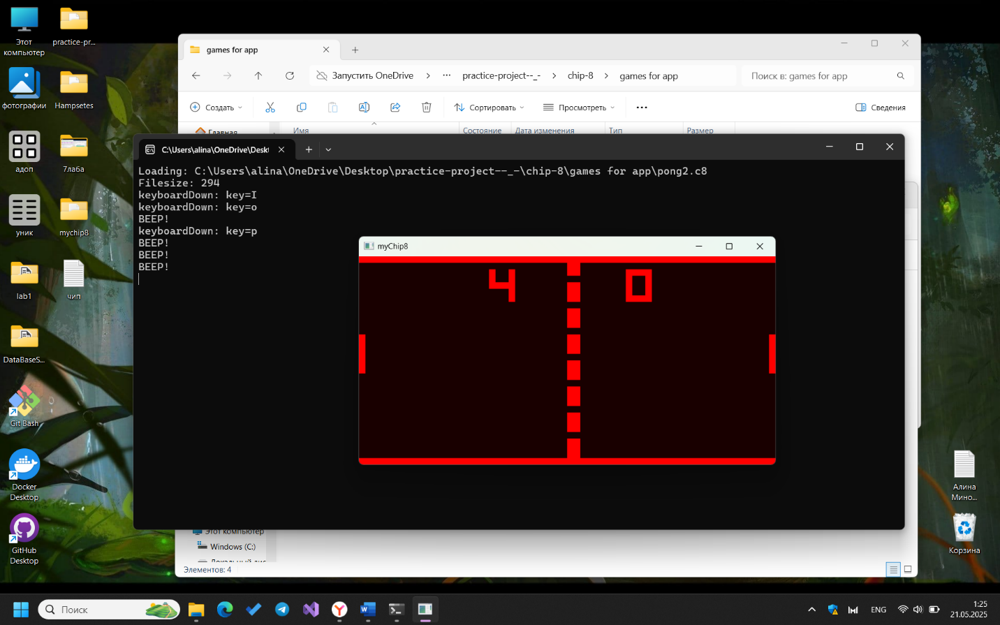 Этот
компьютер
practice-pr...
фотографии
Hampsetes
адоп
7лаба
уник
mychip8
lab1
чип
DataBaseS...
Git Bash
Docker
Desktop
GitHub
Desktop
games for app
Запустить OneDrive
practice-project--_-
chip-8
games for app
Поиск в: games for app
Создать
Сортировать
Просмотреть
Сведения
Главная
Имя
Состояние
Дата изменения
Тип
Размер
C:\Users\alina\OneDrive\Deskt
Loading: C:\Users\alina\OneDrive\Desktop\practice-project--_-\chip-8\games for app\pong2.c8
Filesize: 294
keyboardDown: key=I
keyboardDown: key=o
BEEP!
keyboardDown: key=p
BEEP!
BEEP!
BEEP!
myChip8
4 0
Этот компьютер
Windows (C:)
Локальный дис
Элементов: 4
Алина
Мино...
Корзина
Поиск
ENG
1:25
21.05.2025